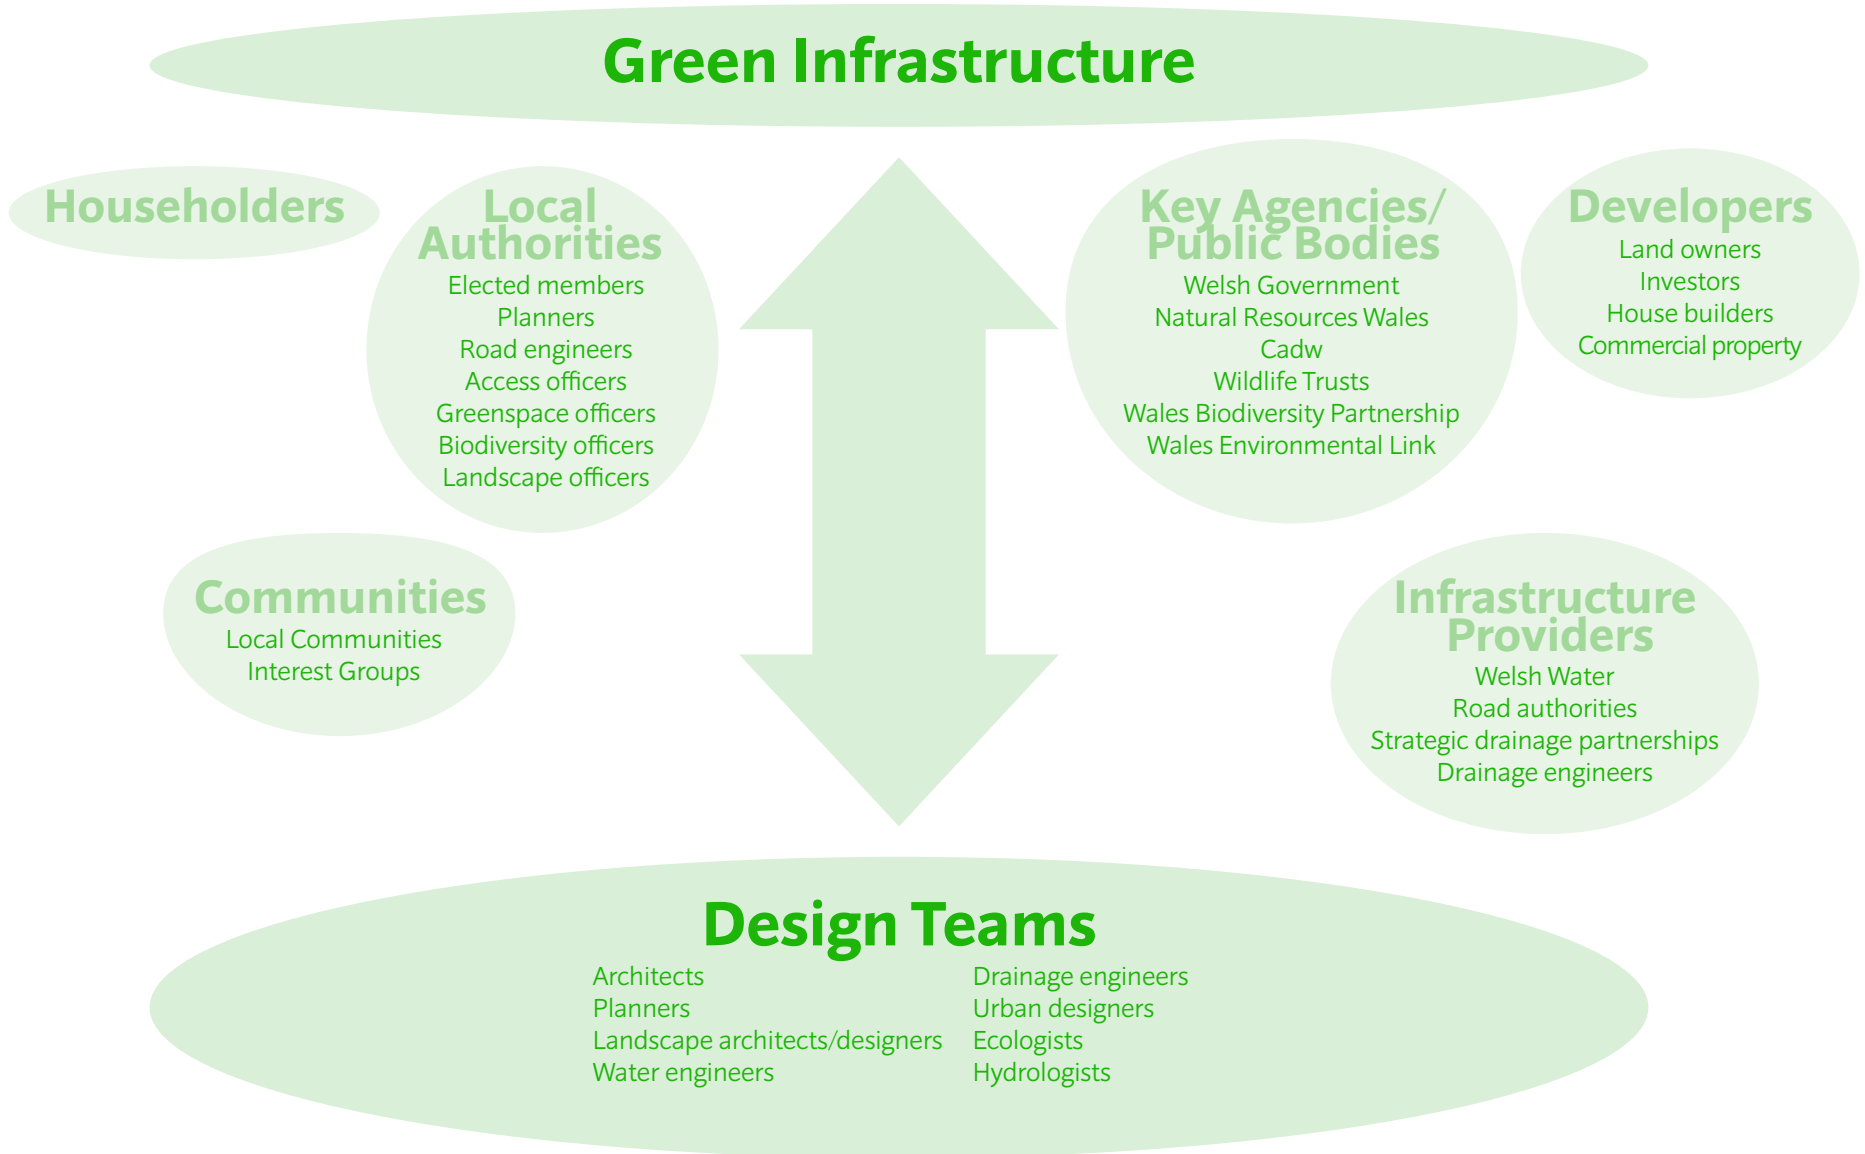 Green Infrastructure
Householders
Local
Authorities
Elected members
Planners
Road engineers
Access officers
Greenspace officers
Biodiversity officers
Landscape officers
Key Agencies/
Public Bodies
Welsh Government
Natural Resources Wales
Cadw
Wildlife Trusts
Wales Biodiversity Partnership
Wales Environmental Link
Developers
Land owners
Investors
House builders
Commercial property
Communities
Local Communities
Interest Groups
Infrastructure
Providers
Welsh Water
Road authorities
Strategic drainage partnerships
Drainage engineers
Design Teams
Architects
Planners
Landscape architects/designers
Water engineers
Drainage engineers
Urban designers
Ecologists
Hydrologists